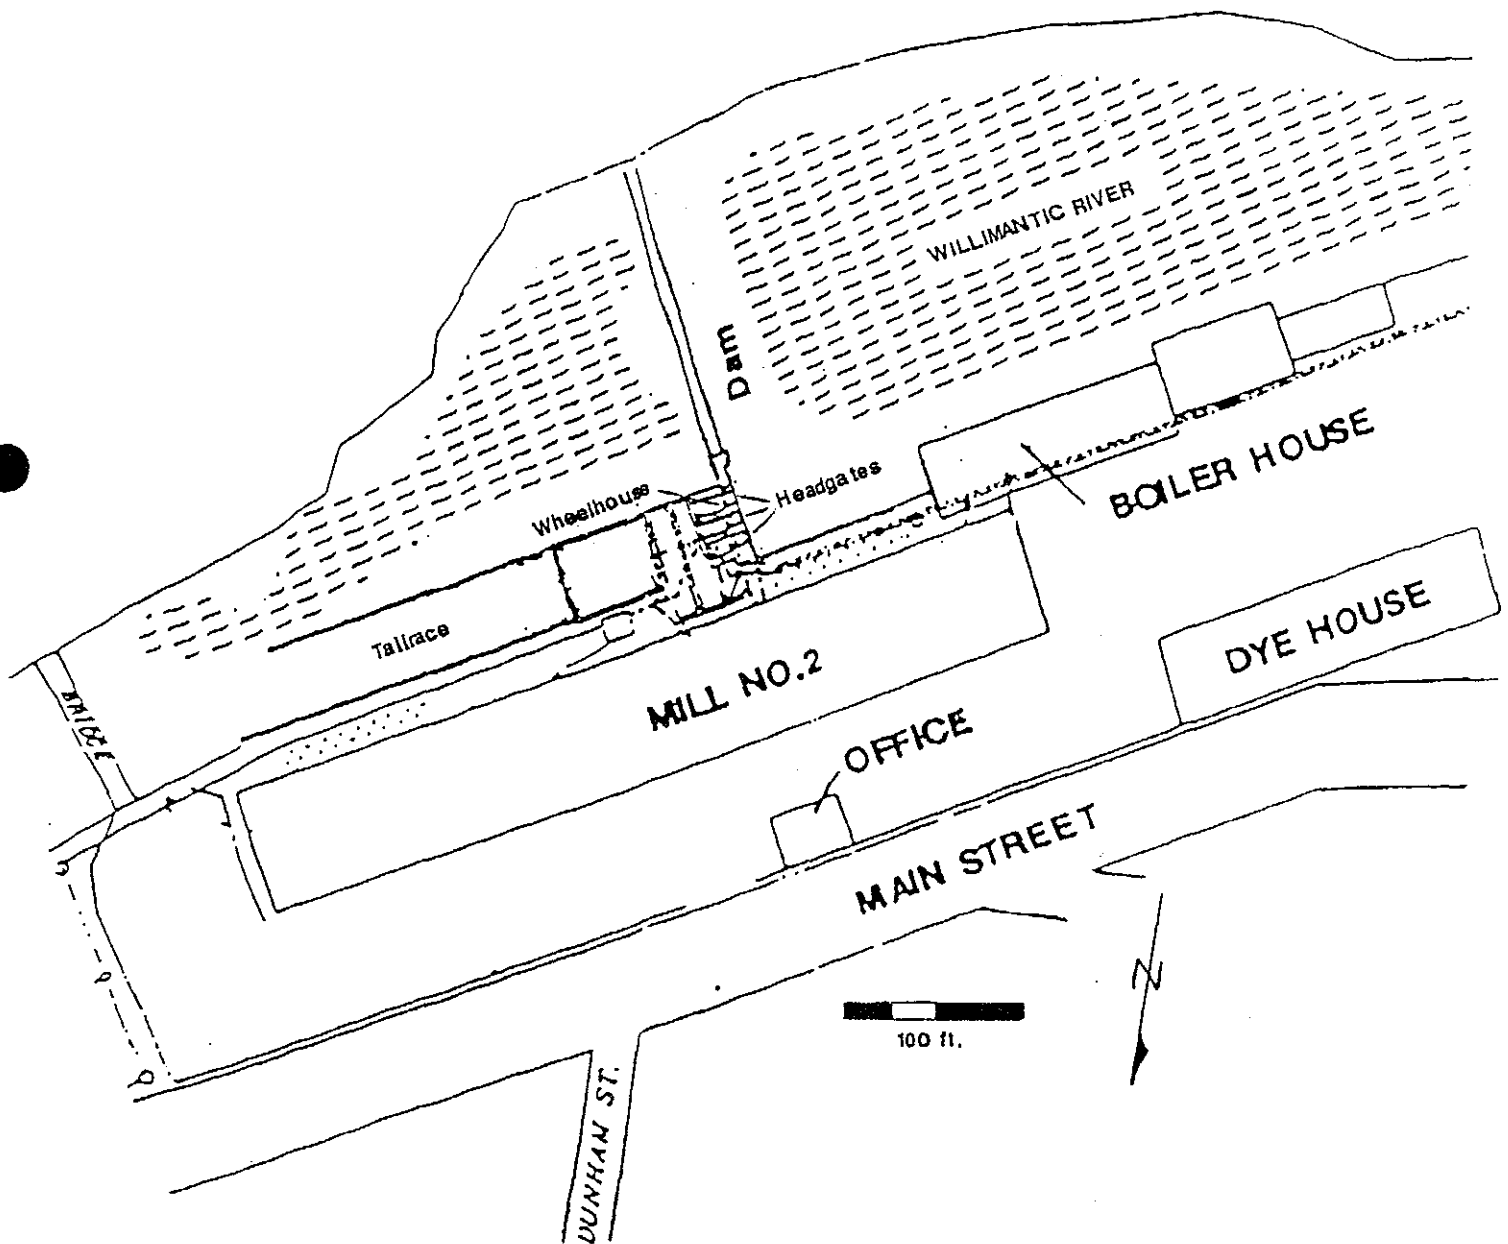 WILLIMANTIC RIVER
Dam
Headgates
Wheelhouse
BOILER HOUSE
Tailrace
DYE HOUSE
BRIDGE
MILL NO.2
OFFICE
MAIN STREET
N
100 ft.
DUNHAM ST.